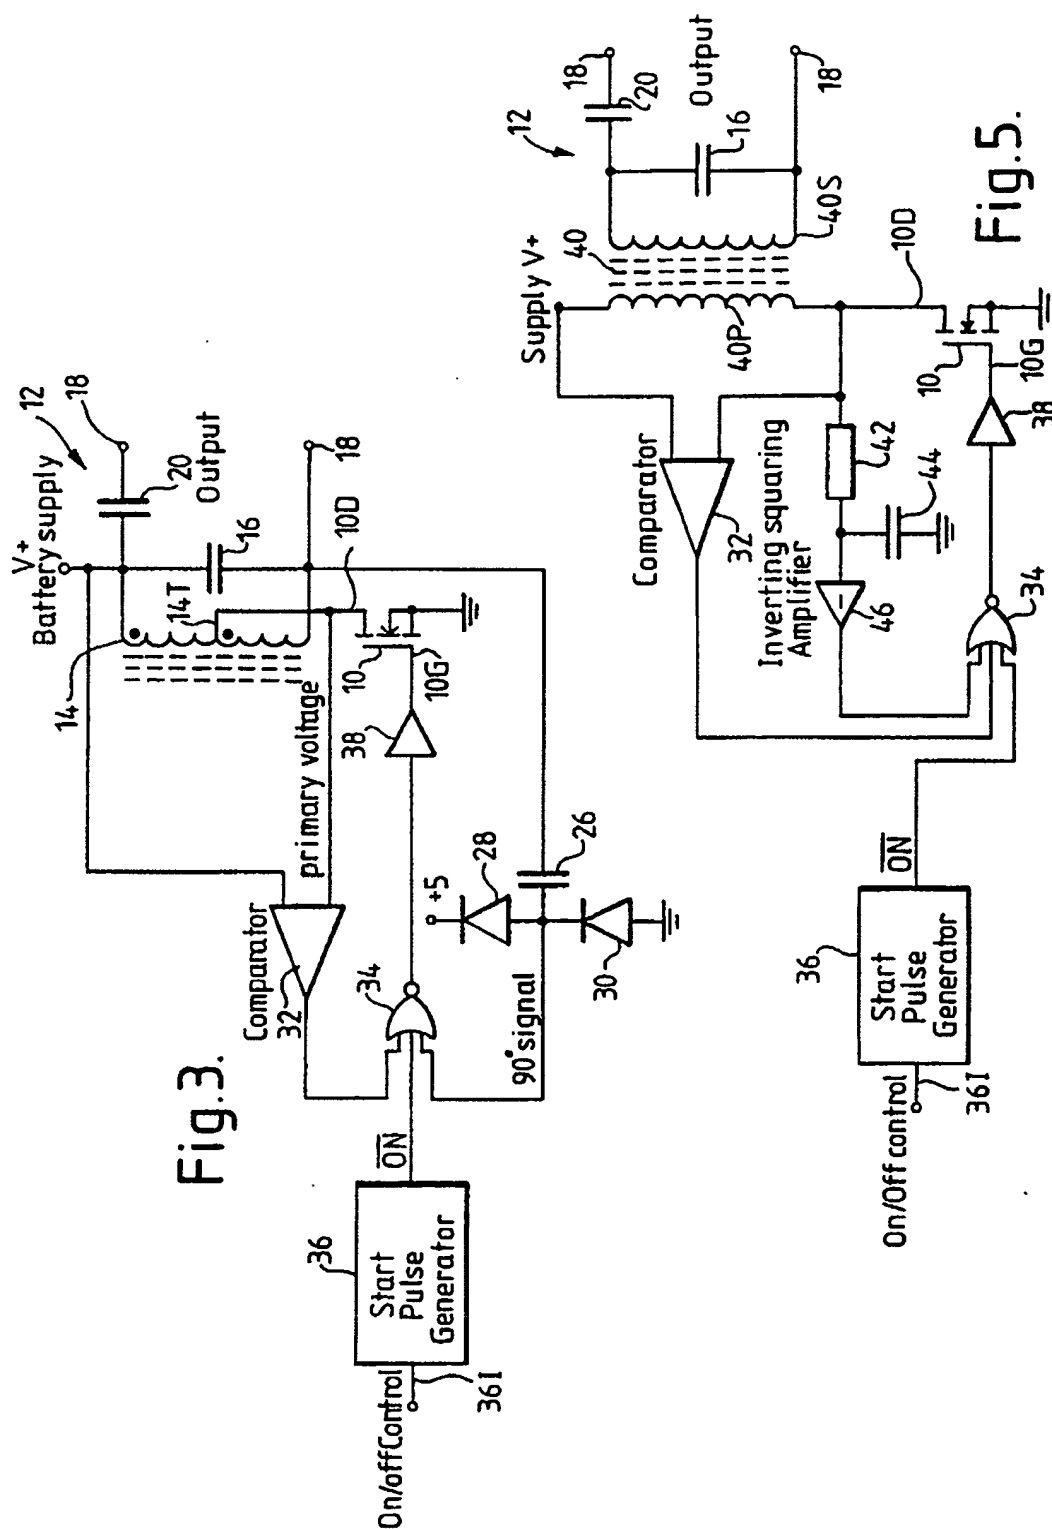 Fig.3.
On/offControl
36I
36
Start
Pulse
Generator
ON
Comparator
32
34
90° signal
primary voltage
38
+5
28
26
30
10
10G
10D
14
14T
V+
Battery supply
12
16
20
18
Output
18
Fig.5.
On/Off control
36I
36
Start
Pulse
Generator
ON
Comparator
32
Inverting squaring
Amplifier
46
44
42
34
38
10
10G
10D
Supply V+
40
40P
40S
12
16
20
18
Output
18